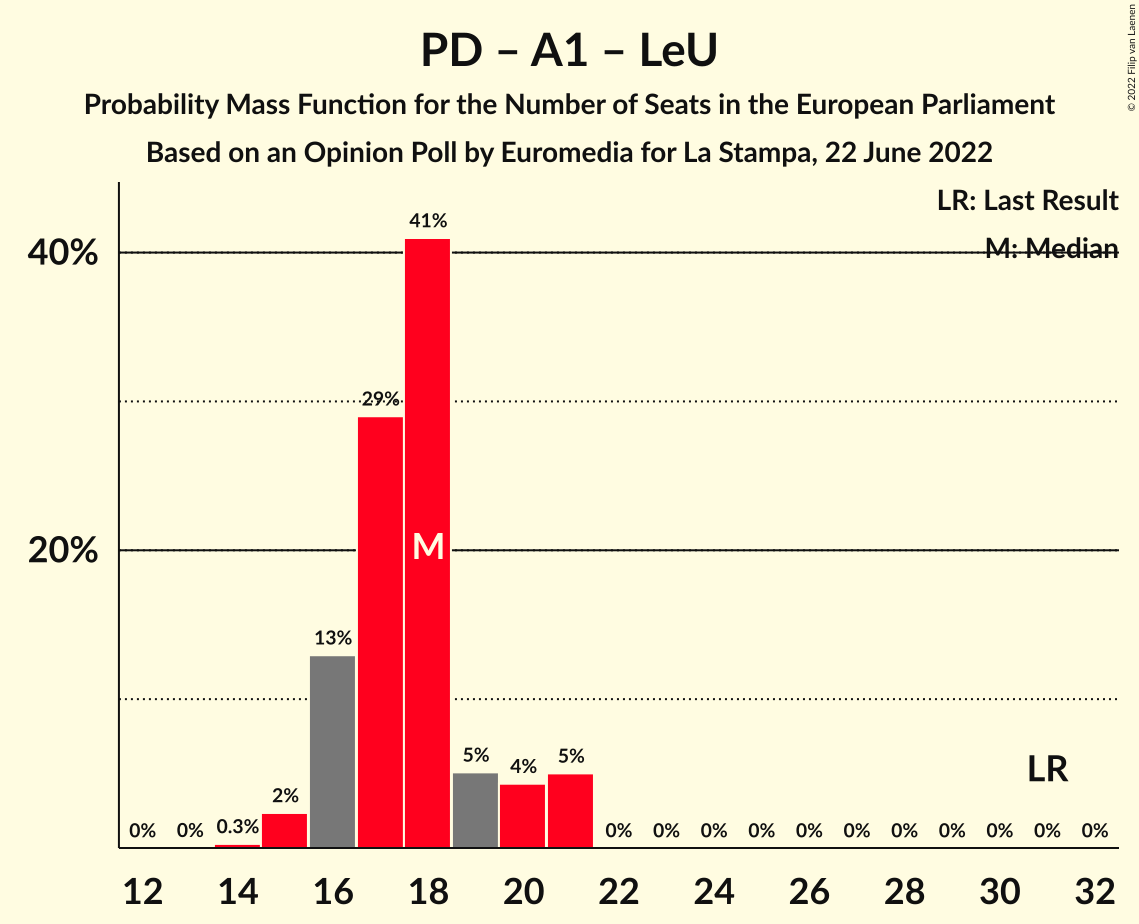 PD – A1 – LeU
Probability Mass Function for the Number of Seats in the European Parliament
Based on an Opinion Poll by Euromedia for La Stampa, 22 June 2022
© 2022 Filip van Laenen
LR: Last Result
M: Median
40%
20%
0%
0%
0.3%
2%
13%
29%
41%
M
5%
4%
5%
0%
0%
0%
0%
0%
0%
0%
0%
0%
0%
0%
LR
12 14 16 18 20 22 24 26 28 30 32